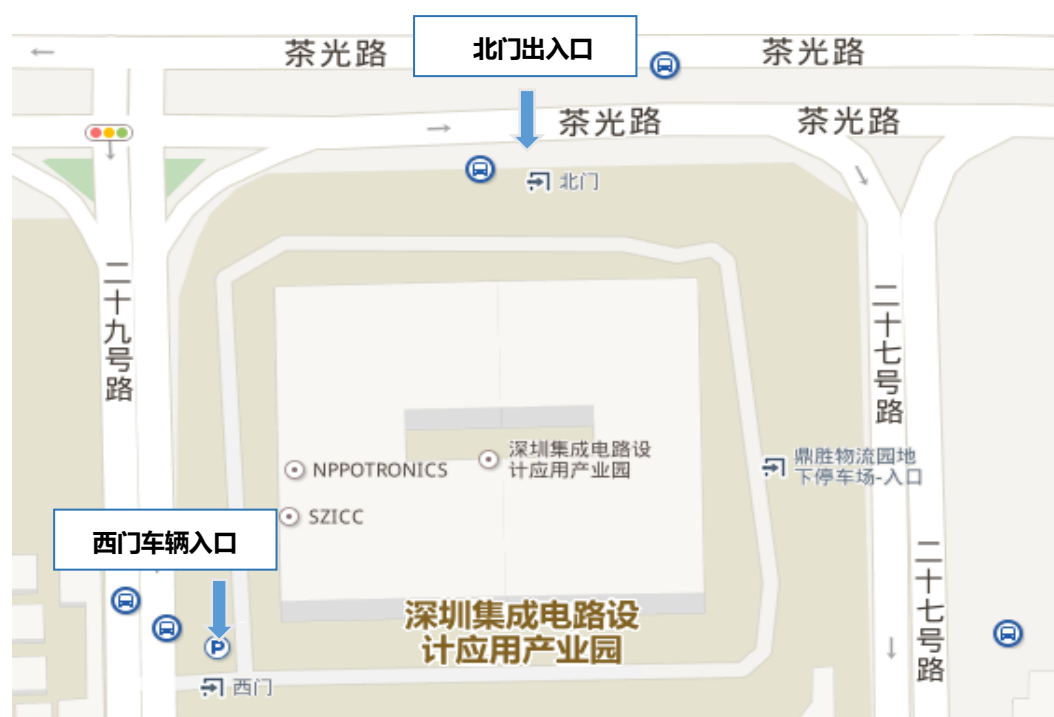 茶光路
北门出入口
茶光路
茶光路
茶光路
北门
二十九号路
二十七号路
深圳集成电路设
计应用产业园
NPPOTRONICS
鼎胜物流园地
下停车场-入口
SZICC
西门车辆入口
二十七号路
深圳集成电路设
计应用产业园
P
西门